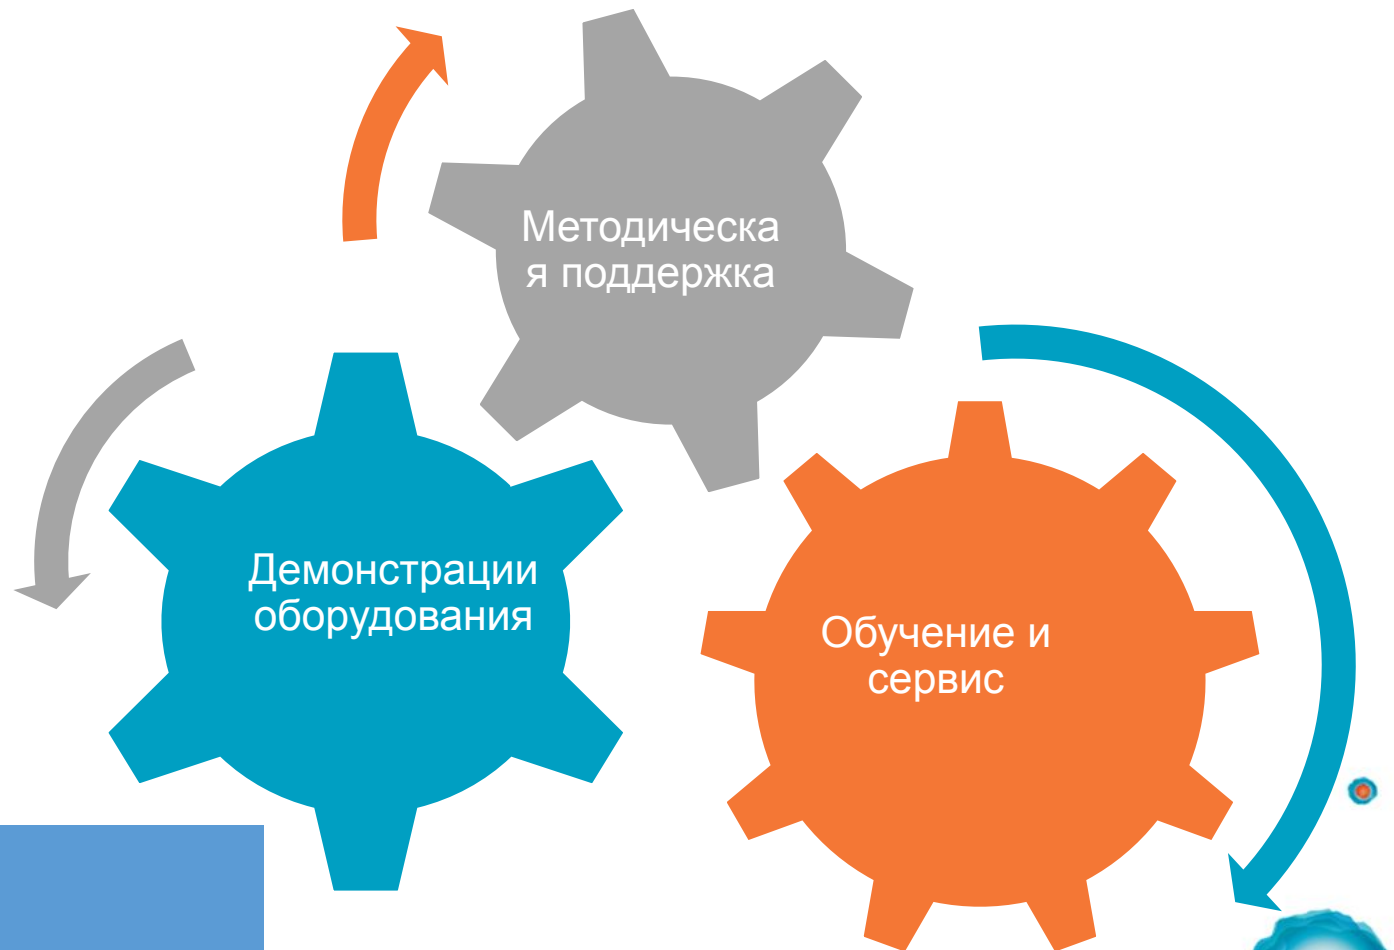 Методическа
я поддержка
Демонстрации
оборудования
Обучение и
сервис